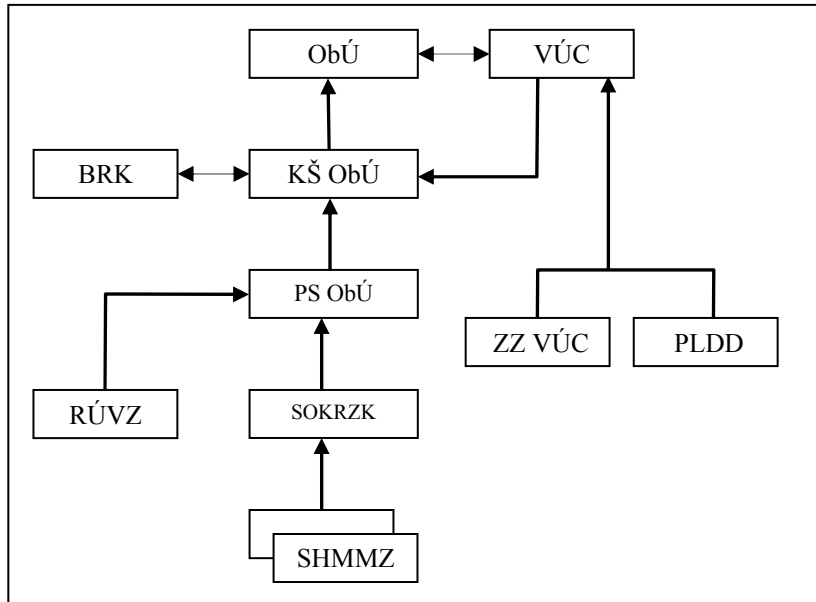 ObÚ
VÚC
BRK
KŠ ObÚ
PS ObÚ
ZZ VÚC
PLDD
RÚVZ
SOKRZK
SHMMZ